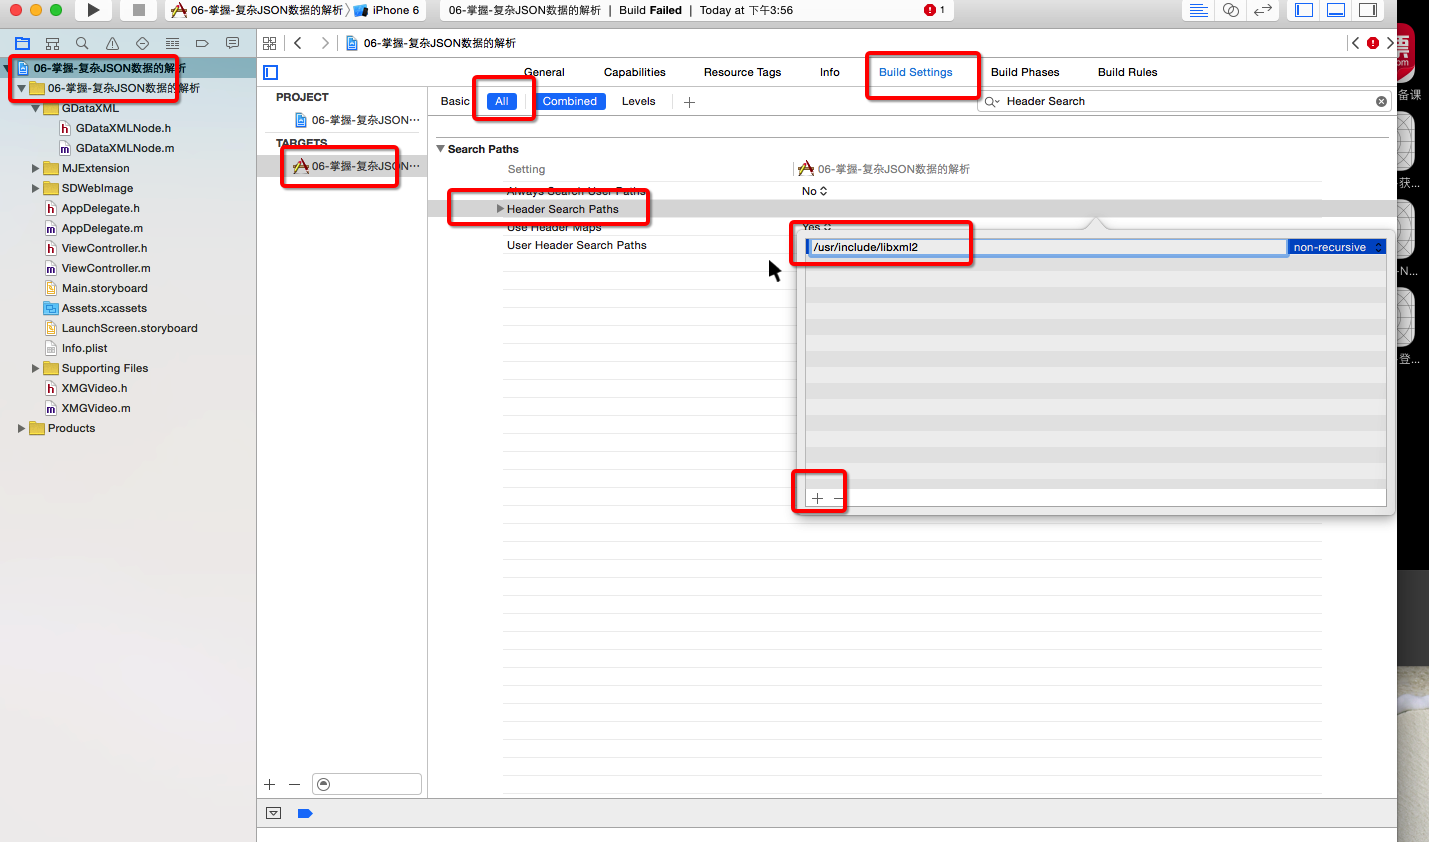 06-掌握-复杂JSON数据的解析 〉 iPhone 6
06-掌握-复杂JSON数据的解析 | Build Failed | Today at 下午3:56
1
06-掌握-复杂JSON数据的解析
06-掌握-复杂JSON数据的解析
GDataXML
GDataXMLNode.h
GDataXMLNode.m
MJExtension
SDWebImage
AppDelegate.h
AppDelegate.m
ViewController.h
ViewController.m
Main.storyboard
Assets.xcassets
LaunchScreen.storyboard
Info.plist
Supporting Files
XMGVideo.h
XMGVideo.m
Products
06-掌握-复杂JSON数据的解析
General
Capabilities
Resource Tags
Info
Build Settings
Build Phases
Build Rules
PROJECT
06-掌握-复杂JSON…
TARGETS
06-掌握-复杂JSON…
Basic
All
Combined
Levels
Header Search
Search Paths
Setting
06-掌握-复杂JSON数据的解析
Always Search User Paths
No
Header Search Paths
Use Header Maps
Yes
User Header Search Paths
/usr/include/libxml2
non-recursive
票
om
备课
获...
-N...
登...